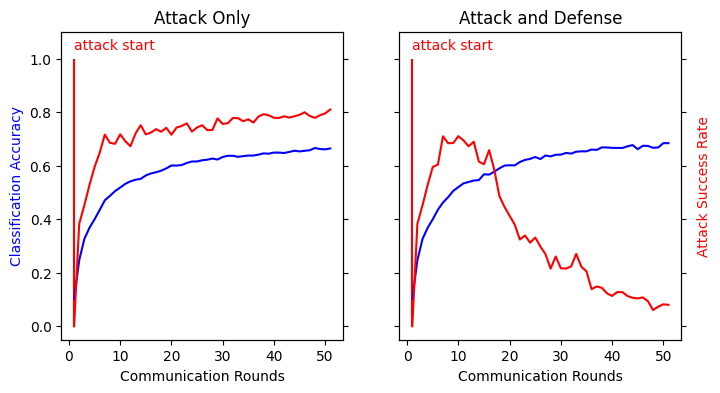 Attack Only
Attack and Defense
attack start
attack start
1.0
0.8
0.6
0.4
0.2
0.0
Classification Accuracy
Attack Success Rate
0 10 20 30 40 50
0 10 20 30 40 50
Communication Rounds
Communication Rounds